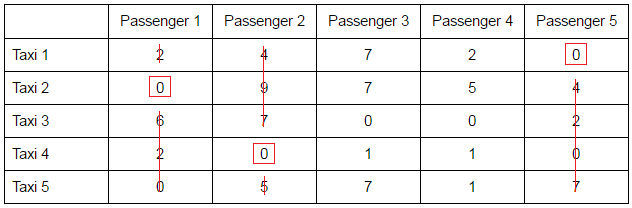 Passenger 1 Passenger 2 Passenger 3 Passenger 4 Passenger 5
Taxi 1 2 4 7 2 0
Taxi 2 0 9 7 5 4
Taxi 3 6 7 0 0 2
Taxi 4 2 0 1 1 0
Taxi 5 0 5 7 1 7